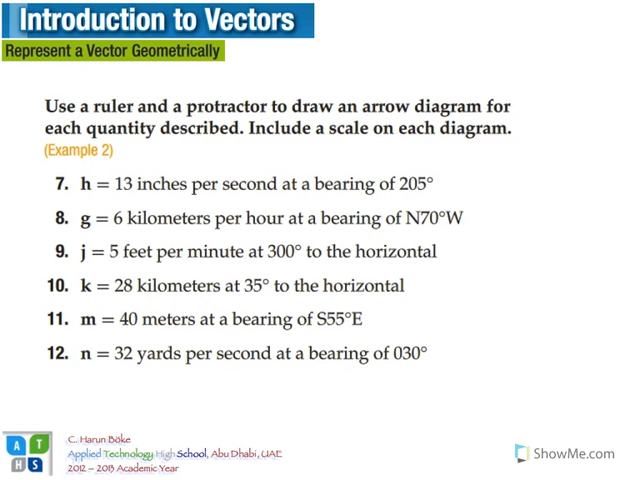 Introduction to Vectors
Represent a Vector Geometrically
Use a ruler and a protractor to draw an arrow diagram for
each quantity described. Include a scale on each diagram.
(Example 2)
7. h = 13 inches per second at a bearing of 205°
8. g = 6 kilometers per hour at a bearing of N70°W
9. j = 5 feet per minute at 300° to the horizontal
10. k = 28 kilometers at 35° to the horizontal
11. m = 40 meters at a bearing of S55°E
12. n = 32 yards per second at a bearing of 030°
A T
H S
C. Harun Böke
Applied Technology High School, Abu Dhabi, UAE
2012 – 2013 Academic Year
ShowMe.com